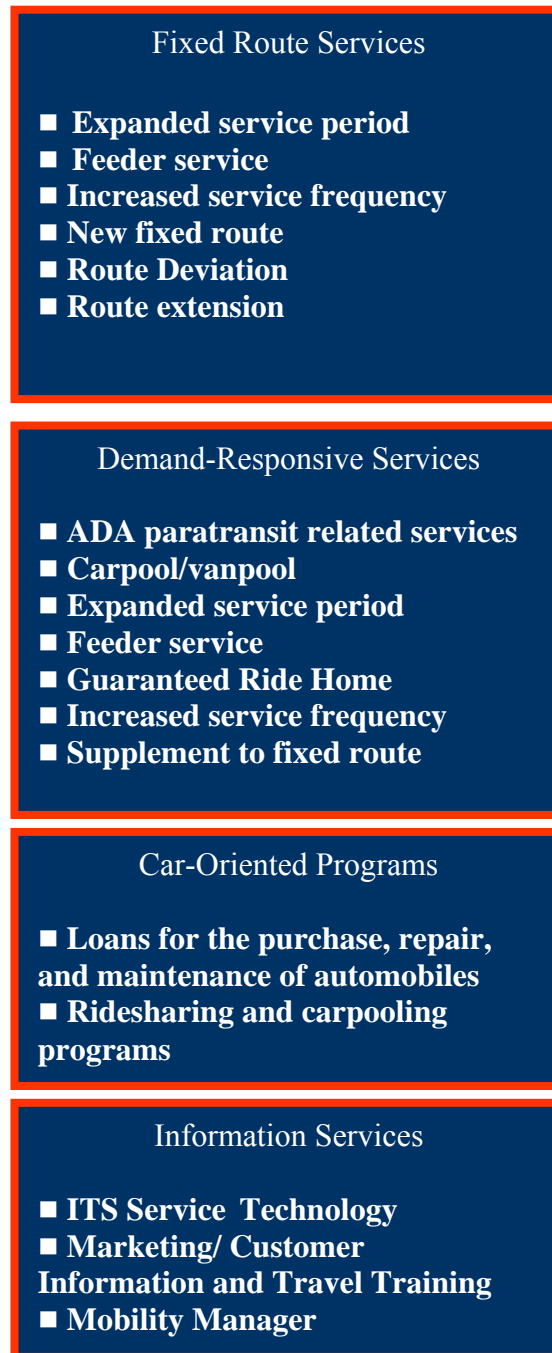 Fixed Route Services
■ Expanded service period
■ Feeder service
■ Increased service frequency
■ New fixed route
■ Route Deviation
■ Route extension
Demand-Responsive Services
■ ADA paratransit related services
■ Carpool/vanpool
■ Expanded service period
■ Feeder service
■ Guaranteed Ride Home
■ Increased service frequency
■ Supplement to fixed route
Car-Oriented Programs
■ Loans for the purchase, repair,
and maintenance of automobiles
■ Ridesharing and carpooling
programs
Information Services
■ ITS Service Technology
■ Marketing/ Customer
Information and Travel Training
■ Mobility Manager